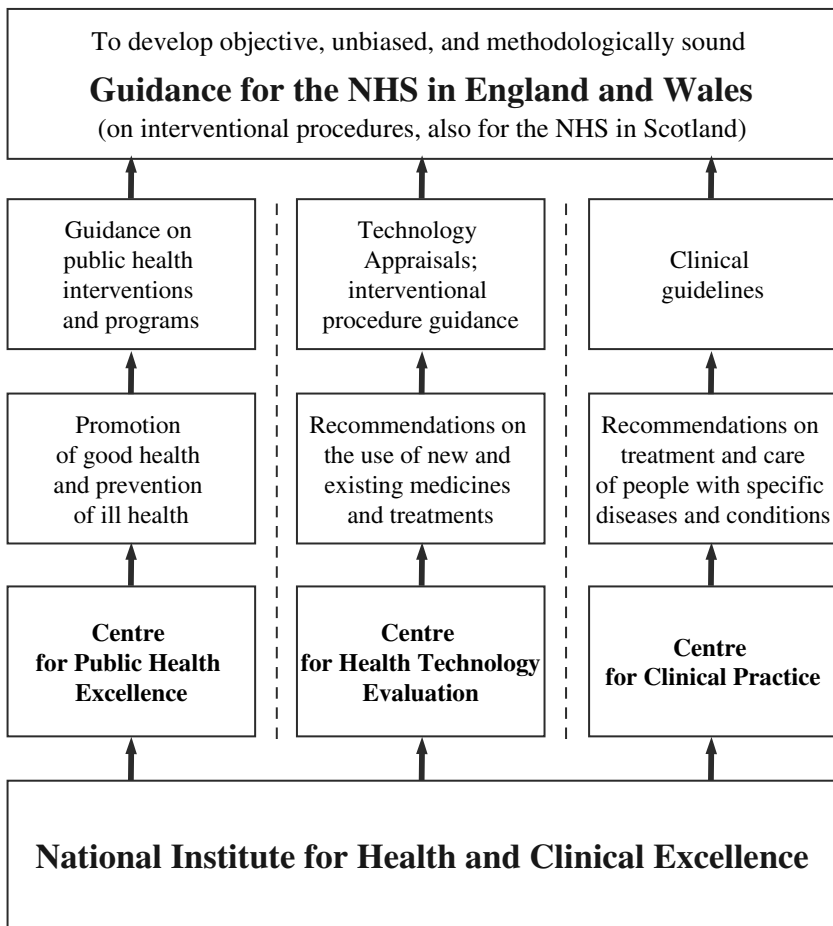 To develop objective, unbiased, and methodologically sound
Guidance for the NHS in England and Wales
(on interventional procedures, also for the NHS in Scotland)
Guidance on
public health
interventions
and programs
Technology
Appraisals;
interventional
procedure guidance
Clinical
guidelines
Promotion
of good health
and prevention
of ill health
Recommendations on
the use of new and
existing medicines
and treatments
Recommendations on
treatment and care
of people with specific
diseases and conditions
Centre
for Public Health
Excellence
Centre
for Health Technology
Evaluation
Centre
for Clinical Practice
National Institute for Health and Clinical Excellence